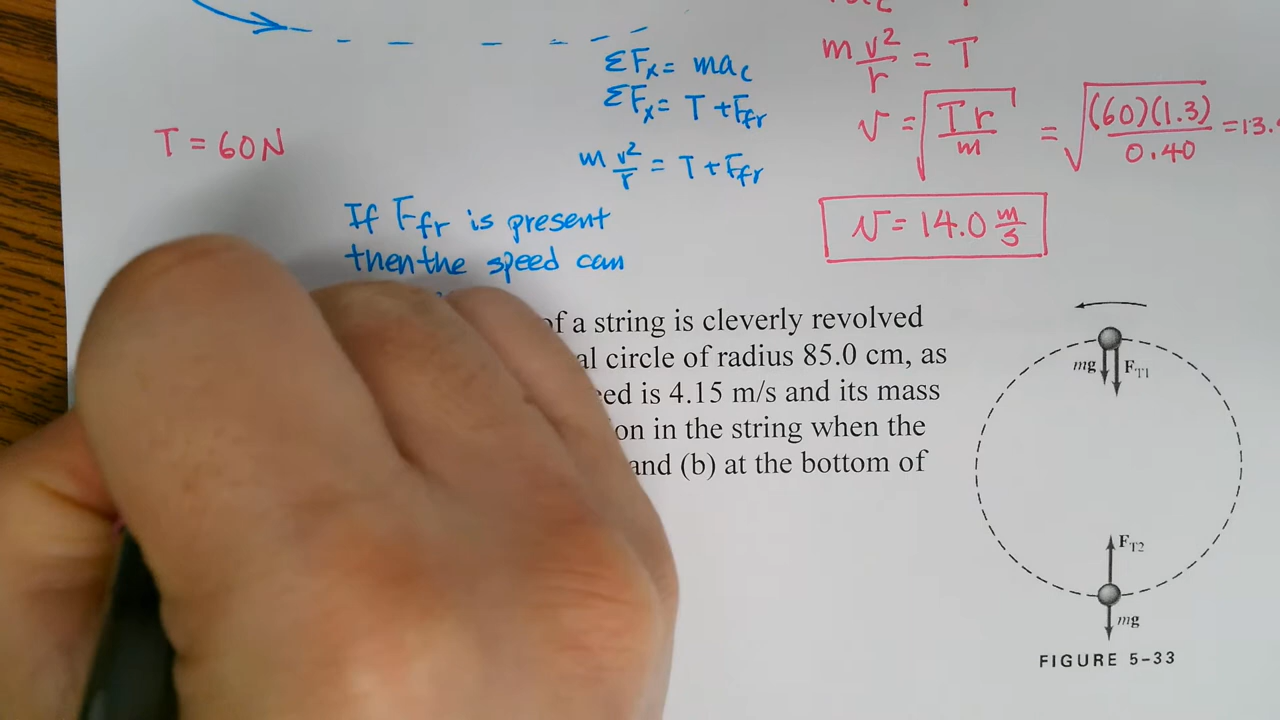 ΣFx = mac
ΣFx = T + Ffr
m v²/r = T + Ffr
T = 60N
If Ffr is present
then the speed can
m v²/r = T
v = √(Tr/m) = √((60)(1.3)/0.40) = 13.
v = 14.0 m/s
of a string is cleverly revolved
circle of radius 85.0 cm, as
is 4.15 m/s and its mass
in the string when the
and (b) at the bottom of
mg FT1
FT2
mg
FIGURE 5-33